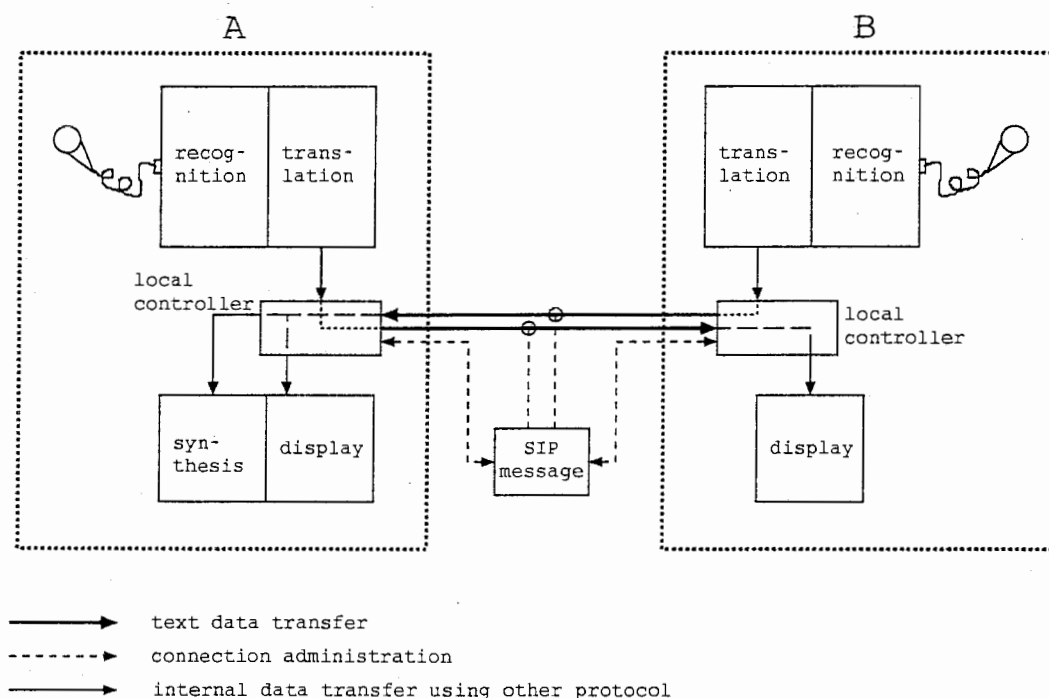 A
B
recog-
nition
trans-
lation
trans-
lation
recog-
nition
local
controller
local
controller
syn-
thesis
display
SIP
message
display
text data transfer
connection administration
internal data transfer using other protocol